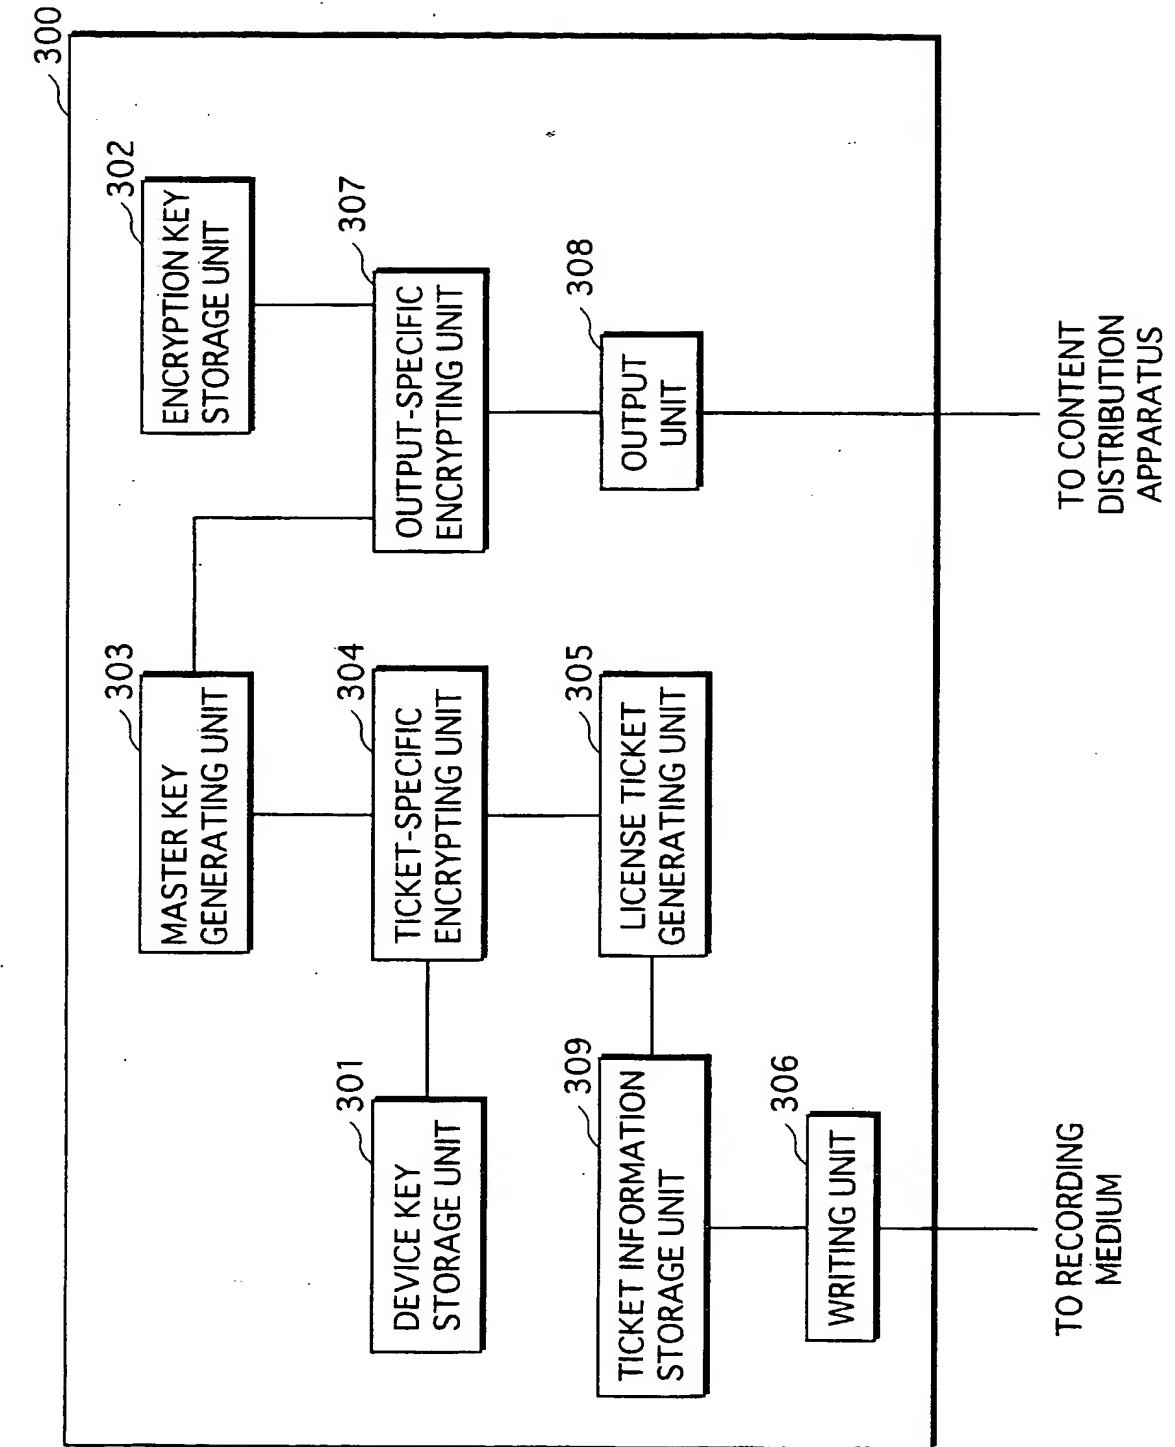 300
302
ENCRYPTION KEY
STORAGE UNIT
303
MASTER KEY
GENERATING UNIT
307
OUTPUT-SPECIFIC
ENCRYPTING UNIT
304
TICKET-SPECIFIC
ENCRYPTING UNIT
301
DEVICE KEY
STORAGE UNIT
308
OUTPUT
UNIT
305
LICENSE TICKET
GENERATING UNIT
309
TICKET INFORMATION
STORAGE UNIT
306
WRITING UNIT
TO RECORDING
MEDIUM
TO CONTENT
DISTRIBUTION
APPARATUS